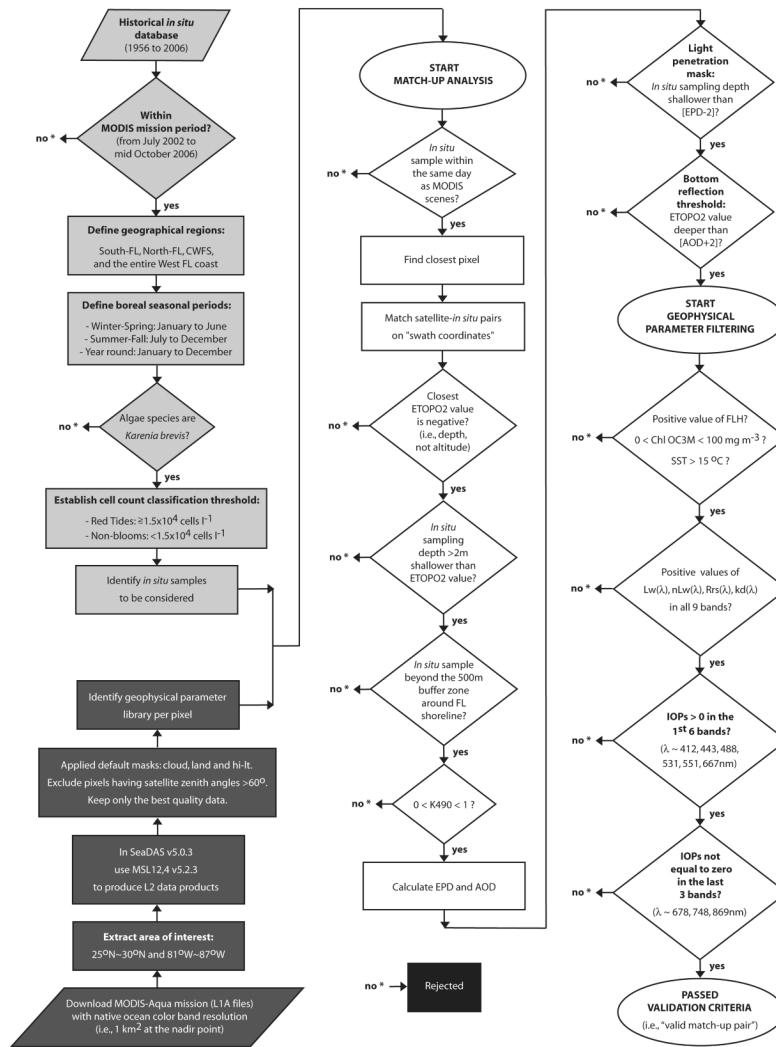 Historical in situ
database
(1956 to 2006)
Within
MODIS mission period?
(from July 2002 to
mid October 2006)
no *
yes
Define geographical regions:
South-FL, North-FL, CWFS,
and the entire West FL coast
Define boreal seasonal periods:
- Winter-Spring: January to June
- Summer-Fall: July to December
- Year round: January to December
Algae species are
Karenia brevis?
no *
yes
Establish cell count classification threshold:
- Red Tides: ≥1.5x10⁴ cells l⁻¹
- Non-blooms: <1.5x10⁴ cells l⁻¹
Identify in situ samples
to be considered
Identify geophysical parameter
library per pixel
Applied default masks: cloud, land and hi-lt.
Exclude pixels having satellite zenith angles >60º.
Keep only the best quality data.
In SeaDAS v5.0.3
use MSL12,4 v5.2.3
to produce L2 data products
Extract area of interest:
25ºN~30ºN and 81ºW~87ºW
Download MODIS-Aqua mission (L1A files)
with native ocean color band resolution
(i.e., 1 km² at the nadir point)
START
MATCH-UP ANALYSIS
In situ
sample within
the same day
as MODIS
scenes?
no *
yes
Find closest pixel
Match satellite-in situ pairs
on "swath coordinates"
Closest
ETOPO2 value
is negative?
(i.e., depth,
not altitude)
no *
yes
In situ
sampling
depth >2m
shallower than
ETOPO2 value?
no *
yes
In situ sample
beyond the 500m
buffer zone
around FL
shoreline?
no *
yes
0 < K490 < 1 ?
no *
yes
Calculate EPD and AOD
no *
Rejected
Light
penetration
mask:
In situ sampling depth
shallower than
[EPD-2]?
no *
yes
Bottom
reflection
threshold:
ETOPO2 value
deeper than
[AOD+2]?
no *
yes
START
GEOPHYSICAL
PARAMETER FILTERING
Positive value of FLH?
0 < Chl OC3M < 100 mg m⁻³ ?
SST > 15 ºC ?
no *
yes
Positive values of
Lw(λ), nLw(λ), Rrs(λ), kd(λ)
in all 9 bands?
no *
yes
IOPs > 0 in the
1st 6 bands?
(λ ~ 412, 443, 488,
531, 551, 667nm)
no *
yes
IOPs not
equal to zero
in the last
3 bands?
(λ ~ 678, 748, 869nm)
no *
yes
PASSED
VALIDATION CRITERIA
(i.e., "valid match-up pair")